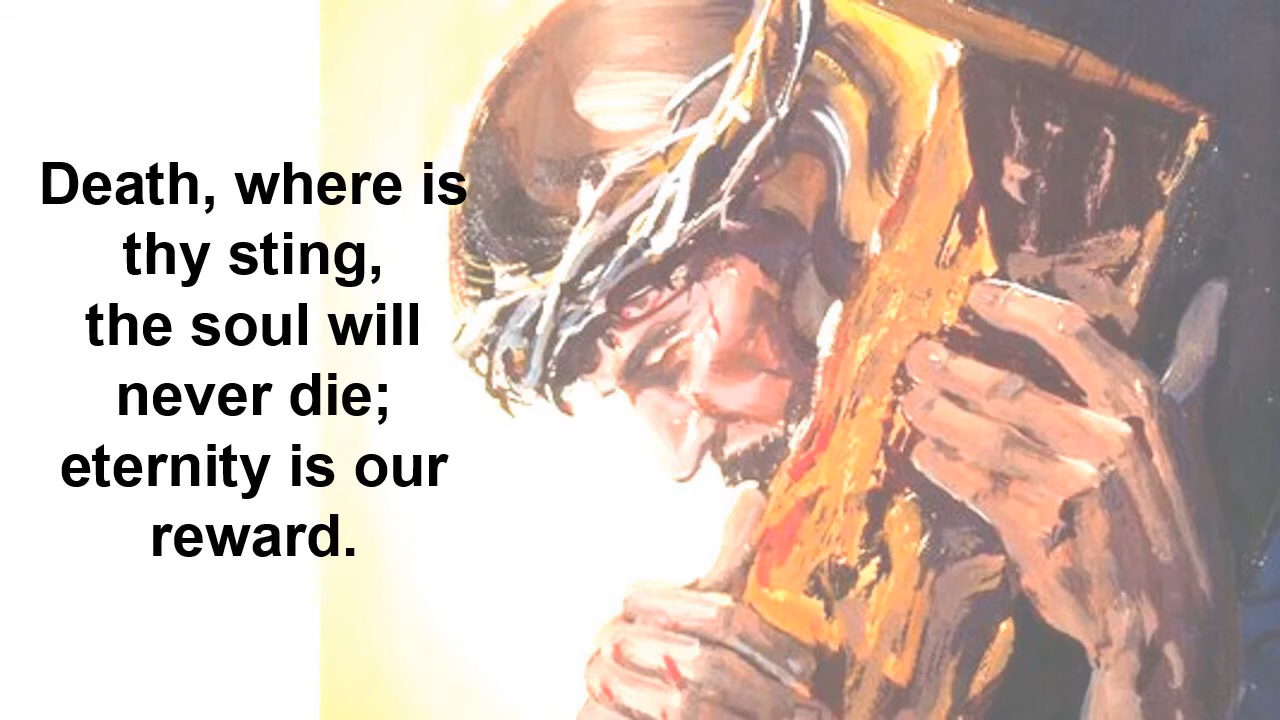 Death, where is
thy sting,
the soul will
never die;
eternity is our
reward.